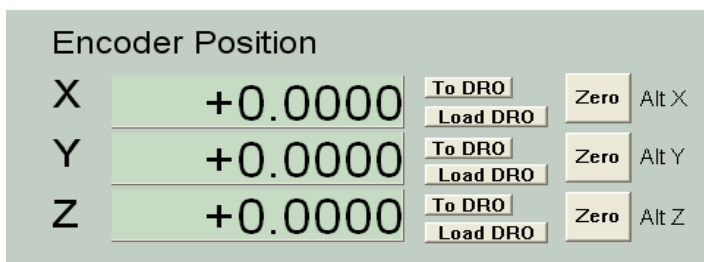 Encoder Position
X +0.0000 To DRO Load DRO Zero Alt X
Y +0.0000 To DRO Load DRO Zero Alt Y
Z +0.0000 To DRO Load DRO Zero Alt Z